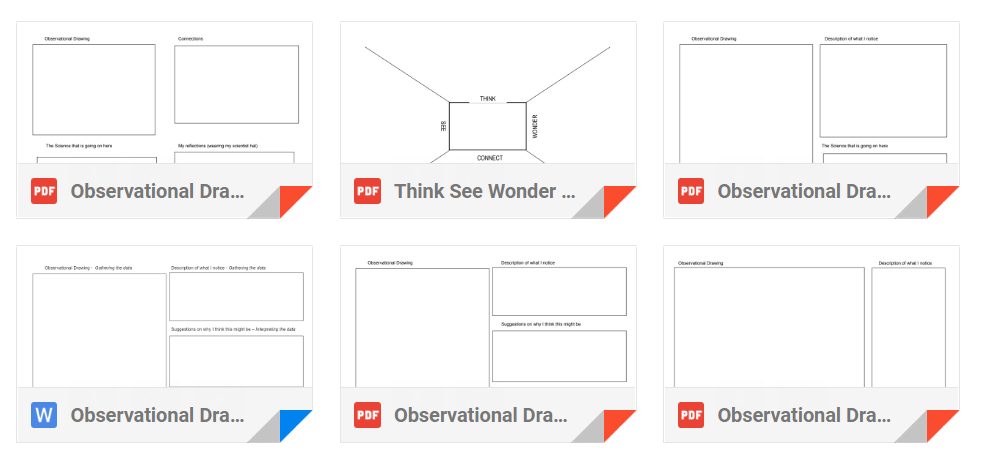 Observational Drawing
Connections
The Science that is going on here
My reflections (wearing my scientist hat)
PDF Observational Dra...
THINK
SEE
WONDER
CONNECT
PDF Think See Wonder ...
Observational Drawing
Description of what I notice
The Science that is going on here
PDF Observational Dra...
Observational Drawing - Gathering the data
Description of what I notice - Gathering the data
Suggestions on why I think this might be – Interpreting the data
W Observational Dra...
Observational Drawing
Description of what I notice
Suggestions on why I think this might be
PDF Observational Dra...
Observational Drawing
Description of what I notice
PDF Observational Dra...